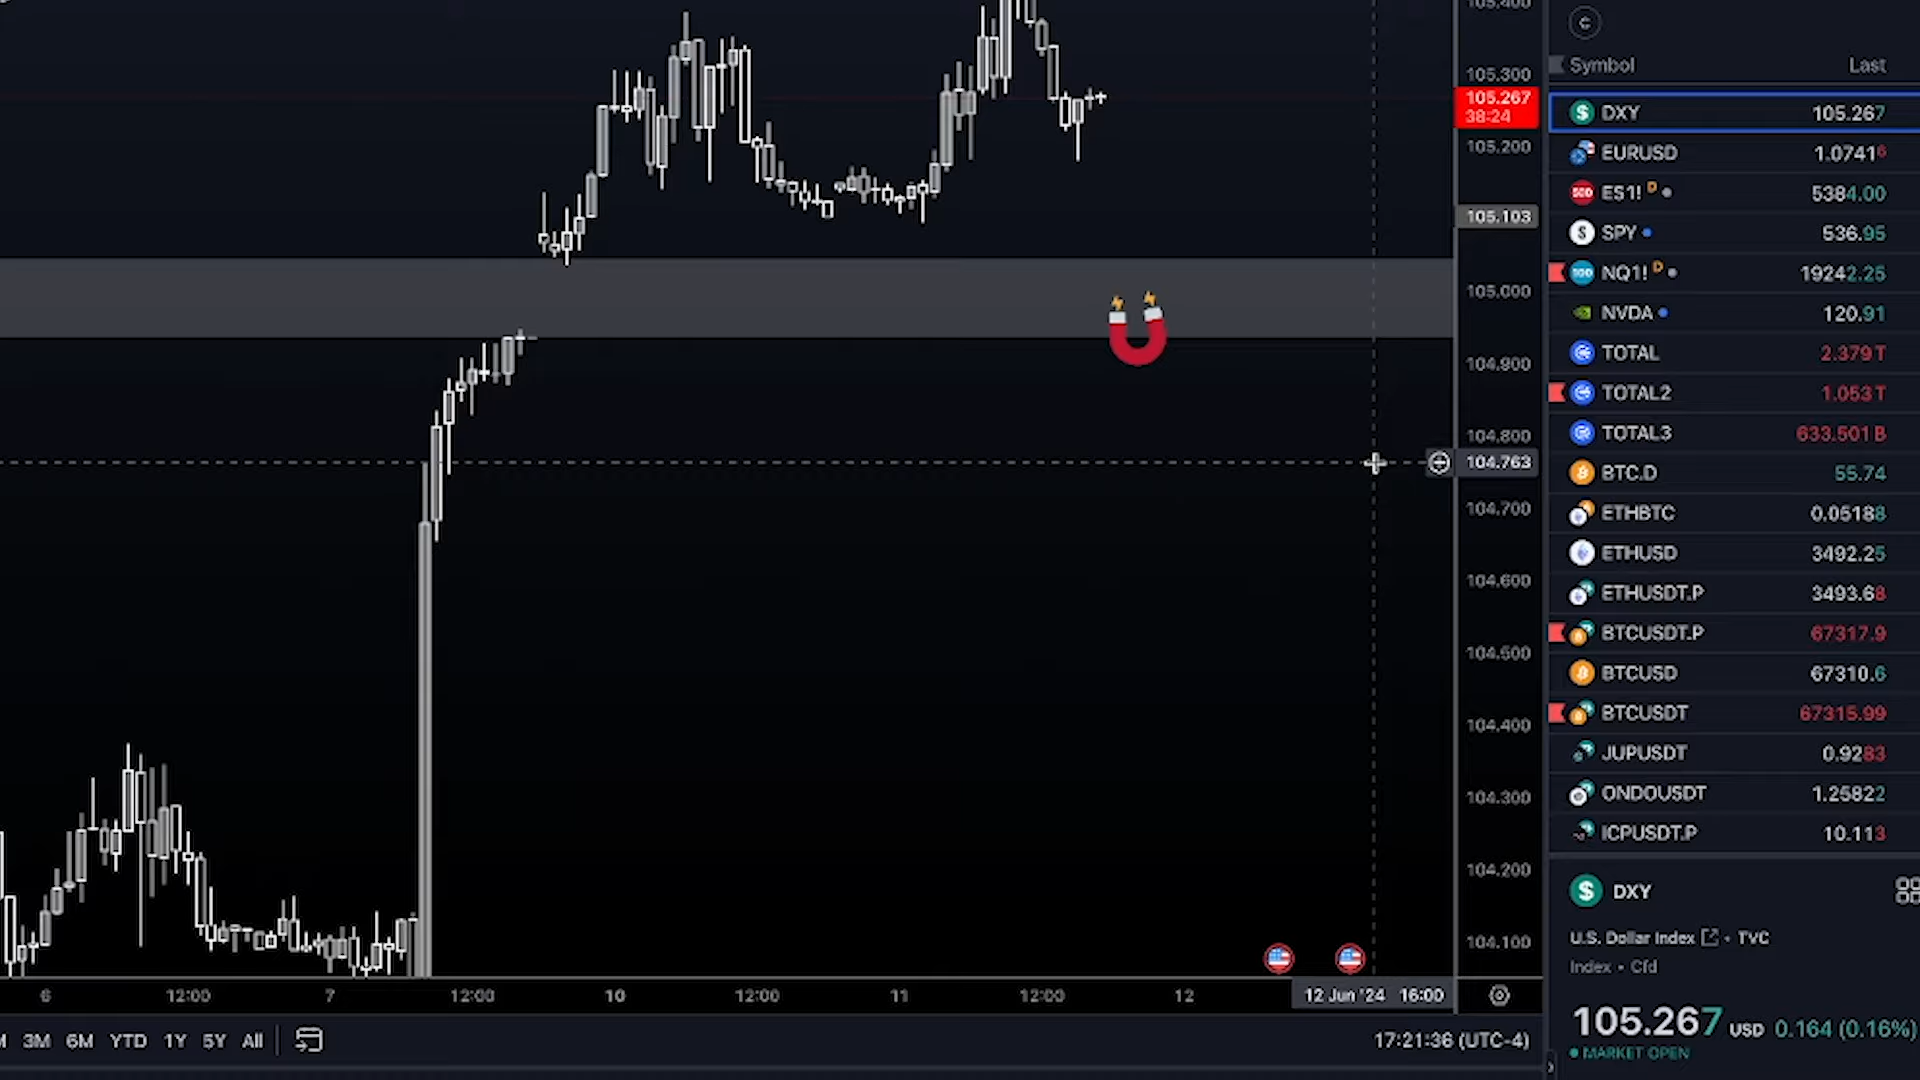 105.400
105.300
105.267
38:24
105.200
105.103
105.000
104.900
104.800
104.763
104.700
104.600
104.500
104.400
104.300
104.200
104.100
6 12:00 7 12:00 10 12:00 11 12:00 12 12 Jun '24 16:00
3M 6M YTD 1Y 5Y All
17:21:36 (UTC-4)
C
Symbol Last
DXY 105.267
EURUSD 1.07416
500 ES1! D 5384.00
SPY 536.95
100 NQ1! D 19242.25
NVDA 120.91
TOTAL 2.379T
TOTAL2 1.053T
TOTAL3 633.501B
BTC.D 55.74
ETHBTC 0.05188
ETHUSD 3492.25
ETHUSDT.P 3493.68
BTCUSDT.P 67317.9
BTCUSD 67310.6
BTCUSDT 67315.99
JUPUSDT 0.9283
ONDOUSDT 1.25822
ICPUSDT.P 10.113
DXY
U.S. Dollar Index • TVC
Index • Cfd
105.267 USD 0.164 (0.16%)
MARKET OPEN